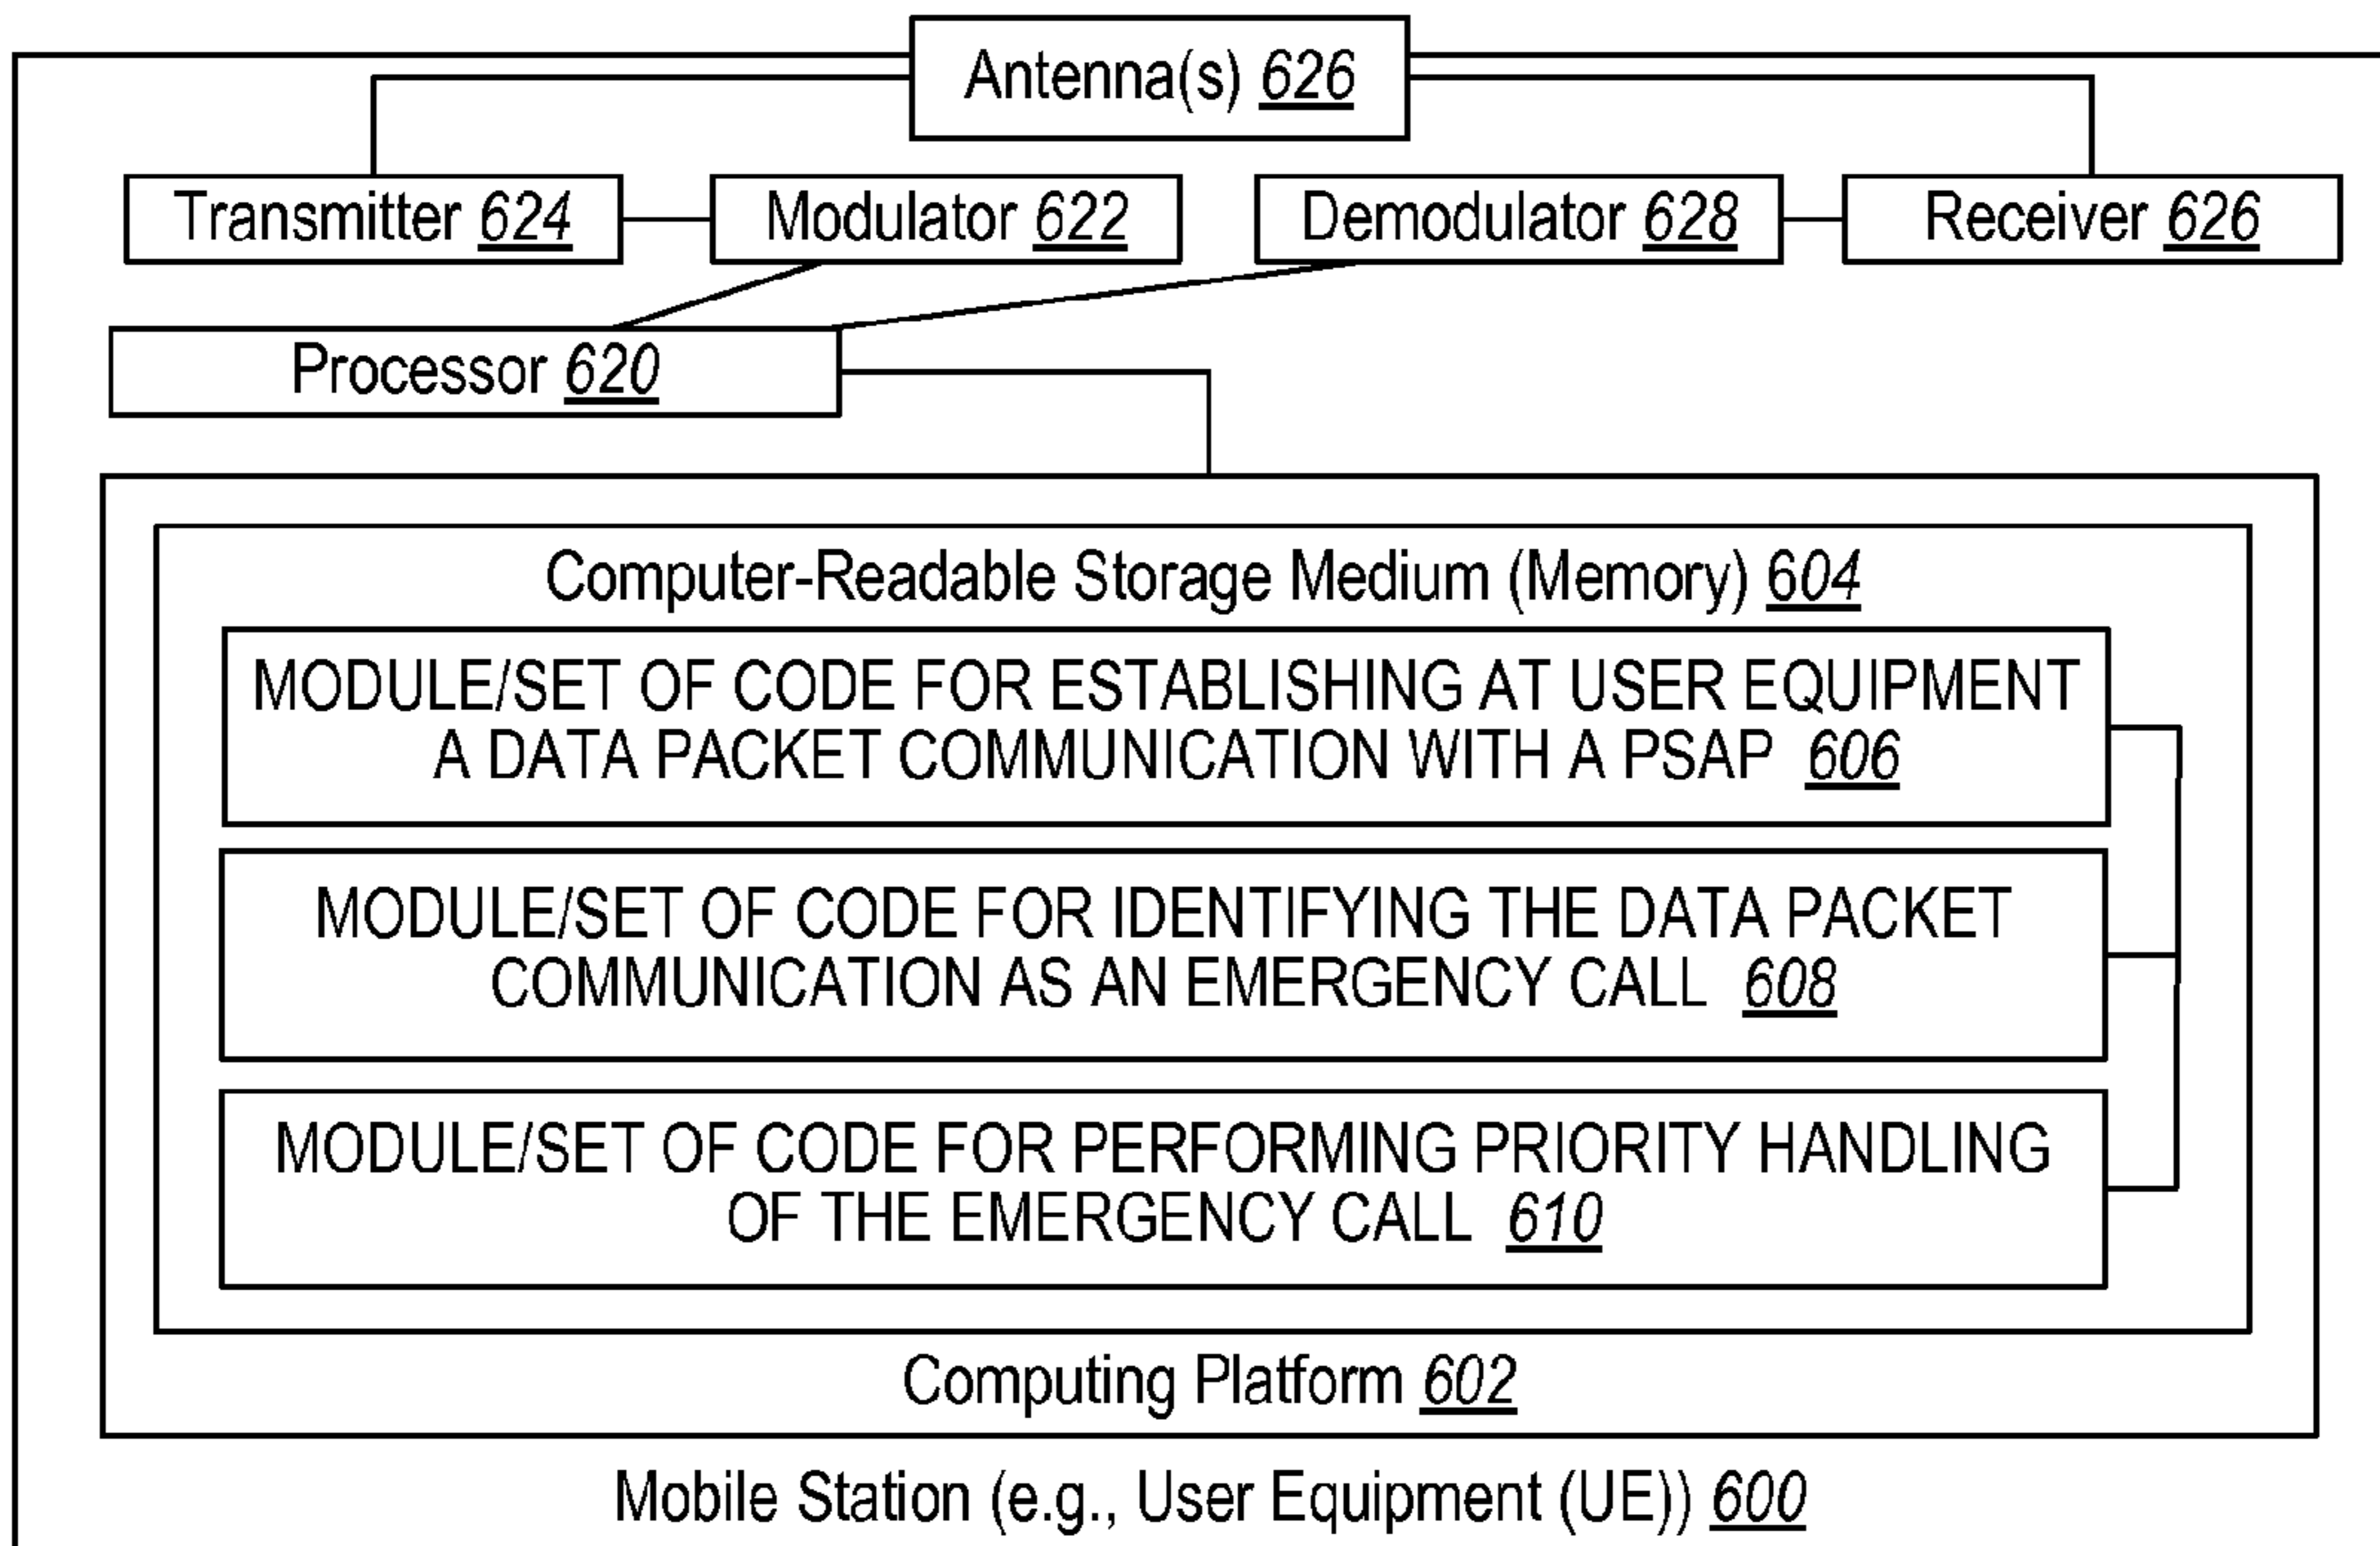 Antenna(s) 626
Transmitter 624
Modulator 622
Demodulator 628
Receiver 626
Processor 620
Computer-Readable Storage Medium (Memory) 604
MODULE/SET OF CODE FOR ESTABLISHING AT USER EQUIPMENT
A DATA PACKET COMMUNICATION WITH A PSAP 606
MODULE/SET OF CODE FOR IDENTIFYING THE DATA PACKET
COMMUNICATION AS AN EMERGENCY CALL 608
MODULE/SET OF CODE FOR PERFORMING PRIORITY HANDLING
OF THE EMERGENCY CALL 610
Computing Platform 602
Mobile Station (e.g., User Equipment (UE)) 600